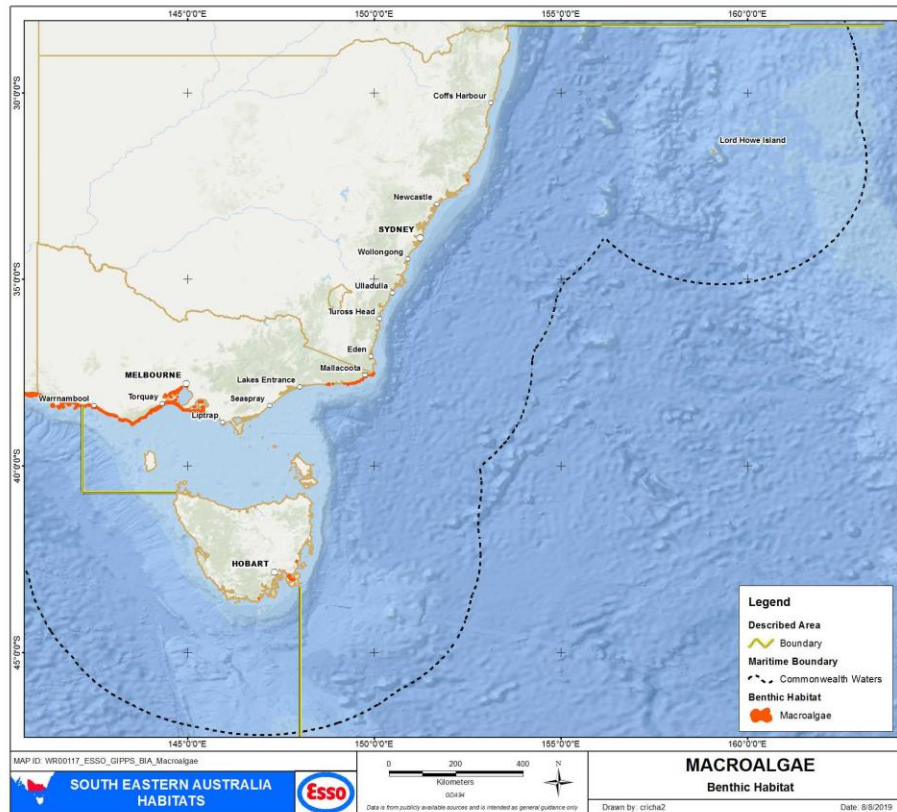 145°0'0"E
150°0'0"E
155°0'0"E
160°0'0"E
30°0'0"S
35°0'0"S
40°0'0"S
45°0'0"S
Coffs Harbour
Lord Howe Island
Newcastle
SYDNEY
Wollongong
Ulladulla
Tuross Head
Eden
Mallacoota
MELBOURNE
Lakes Entrance
Warrnambool
Torquay
Seaspray
Liptrap
HOBART
Legend
Described Area
Boundary
Maritime Boundary
Commonwealth Waters
Benthic Habitat
Macroalgae
145°0'0"E
150°0'0"E
155°0'0"E
160°0'0"E
MAP ID: WR00117_ESSO_GIPPS_BIA_Macroalgae
SOUTH EASTERN AUSTRALIA
HABITATS
Esso
0 200 400
Kilometers
GDA94
N
Data is from publicly available sources and is intended as general guidance only
MACROALGAE
Benthic Habitat
Drawn by: cricha2
Date: 8/8/2019